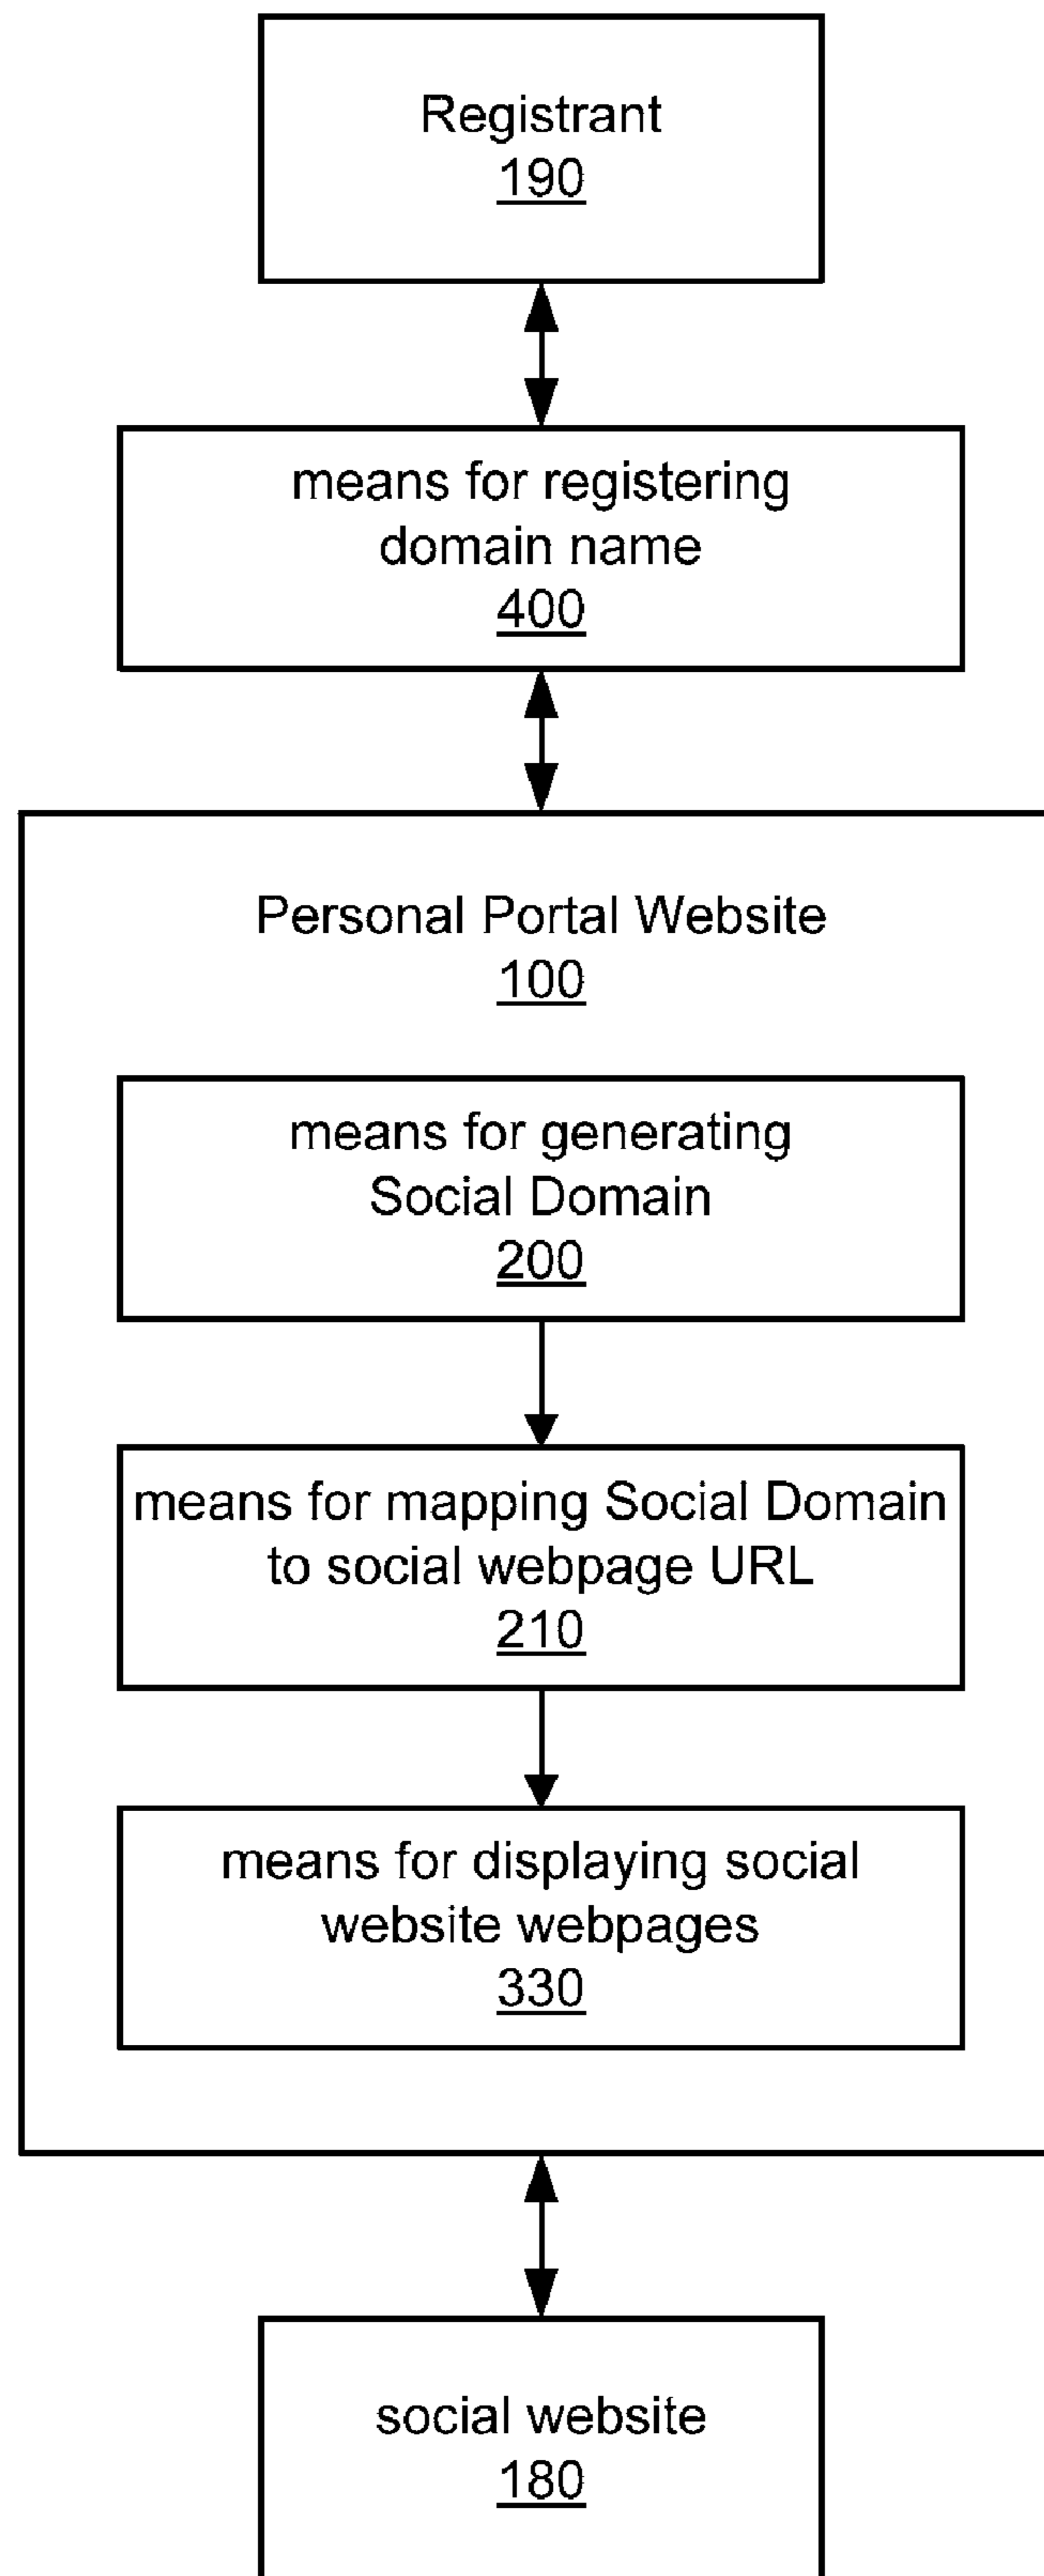 Registrant
190
means for registering
domain name
400
Personal Portal Website
100
means for generating
Social Domain
200
means for mapping Social Domain
to social webpage URL
210
means for displaying social
website webpages
330
social website
180